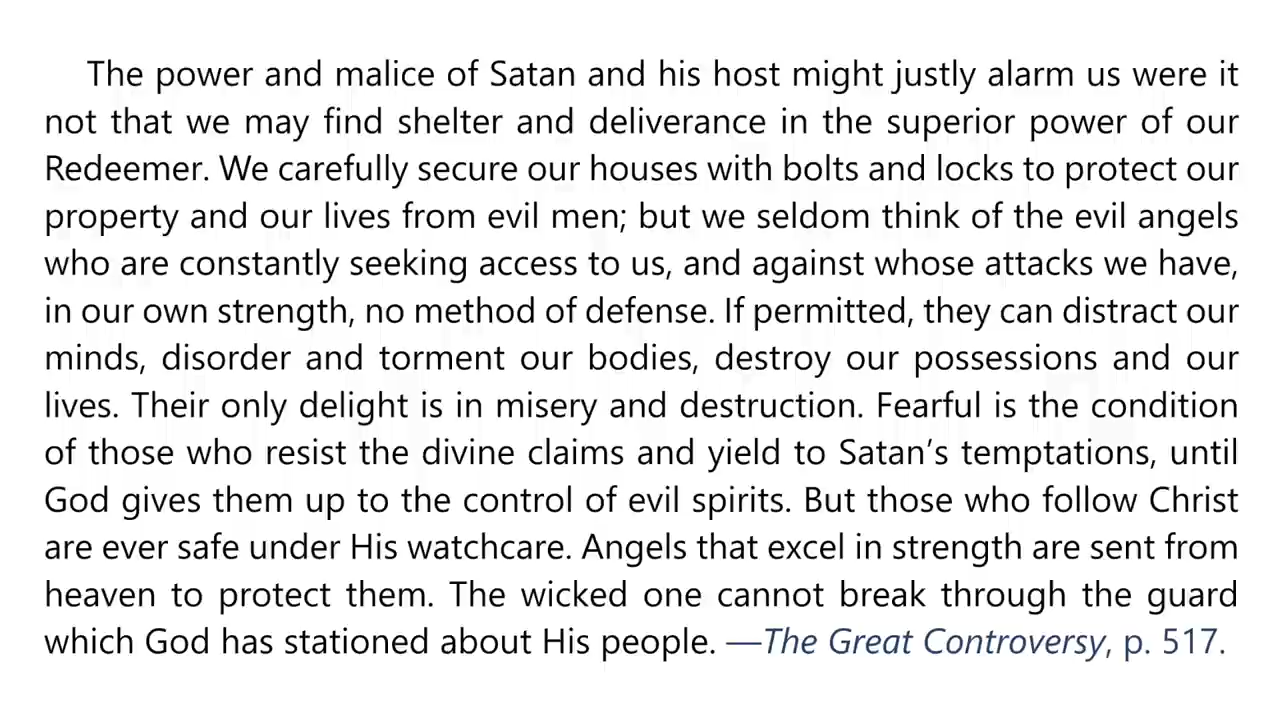 The power and malice of Satan and his host might justly alarm us were it
not that we may find shelter and deliverance in the superior power of our
Redeemer. We carefully secure our houses with bolts and locks to protect our
property and our lives from evil men; but we seldom think of the evil angels
who are constantly seeking access to us, and against whose attacks we have,
in our own strength, no method of defense. If permitted, they can distract our
minds, disorder and torment our bodies, destroy our possessions and our
lives. Their only delight is in misery and destruction. Fearful is the condition
of those who resist the divine claims and yield to Satan’s temptations, until
God gives them up to the control of evil spirits. But those who follow Christ
are ever safe under His watchcare. Angels that excel in strength are sent from
heaven to protect them. The wicked one cannot break through the guard
which God has stationed about His people. —The Great Controversy, p. 517.